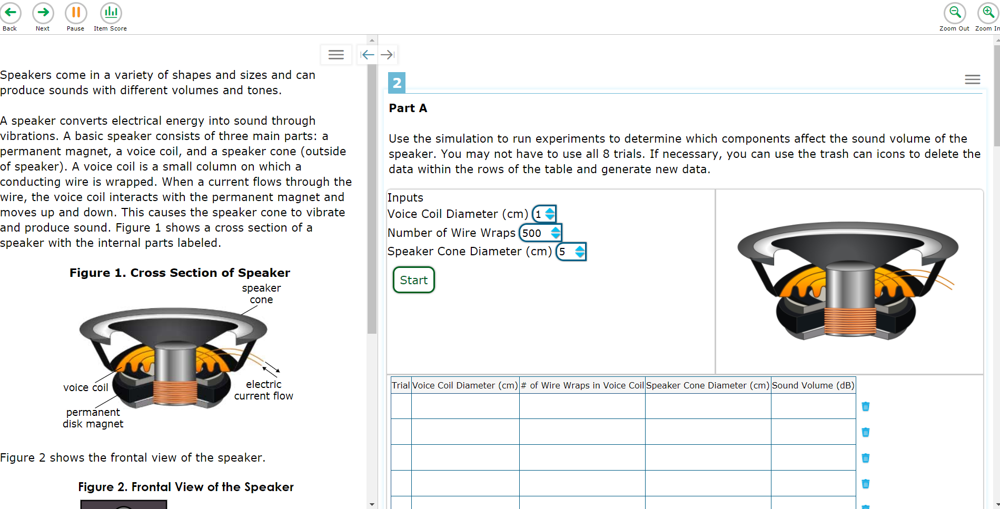 Back Next Pause Item Score Zoom Out Zoom In
Speakers come in a variety of shapes and sizes and can
produce sounds with different volumes and tones.
A speaker converts electrical energy into sound through
vibrations. A basic speaker consists of three main parts: a
permanent magnet, a voice coil, and a speaker cone (outside
of speaker). A voice coil is a small column on which a
conducting wire is wrapped. When a current flows through the
wire, the voice coil interacts with the permanent magnet and
moves up and down. This causes the speaker cone to vibrate
and produce sound. Figure 1 shows a cross section of a
speaker with the internal parts labeled.
Figure 1. Cross Section of Speaker
speaker
cone
voice coil
electric
current flow
permanent
disk magnet
Figure 2 shows the frontal view of the speaker.
Figure 2. Frontal View of the Speaker
2
Part A
Use the simulation to run experiments to determine which components affect the sound volume of the
speaker. You may not have to use all 8 trials. If necessary, you can use the trash can icons to delete the
data within the rows of the table and generate new data.
Inputs
Voice Coil Diameter (cm) 1
Number of Wire Wraps 500
Speaker Cone Diameter (cm) 5
Start
Trial Voice Coil Diameter (cm) # of Wire Wraps in Voice Coil Speaker Cone Diameter (cm) Sound Volume (dB)